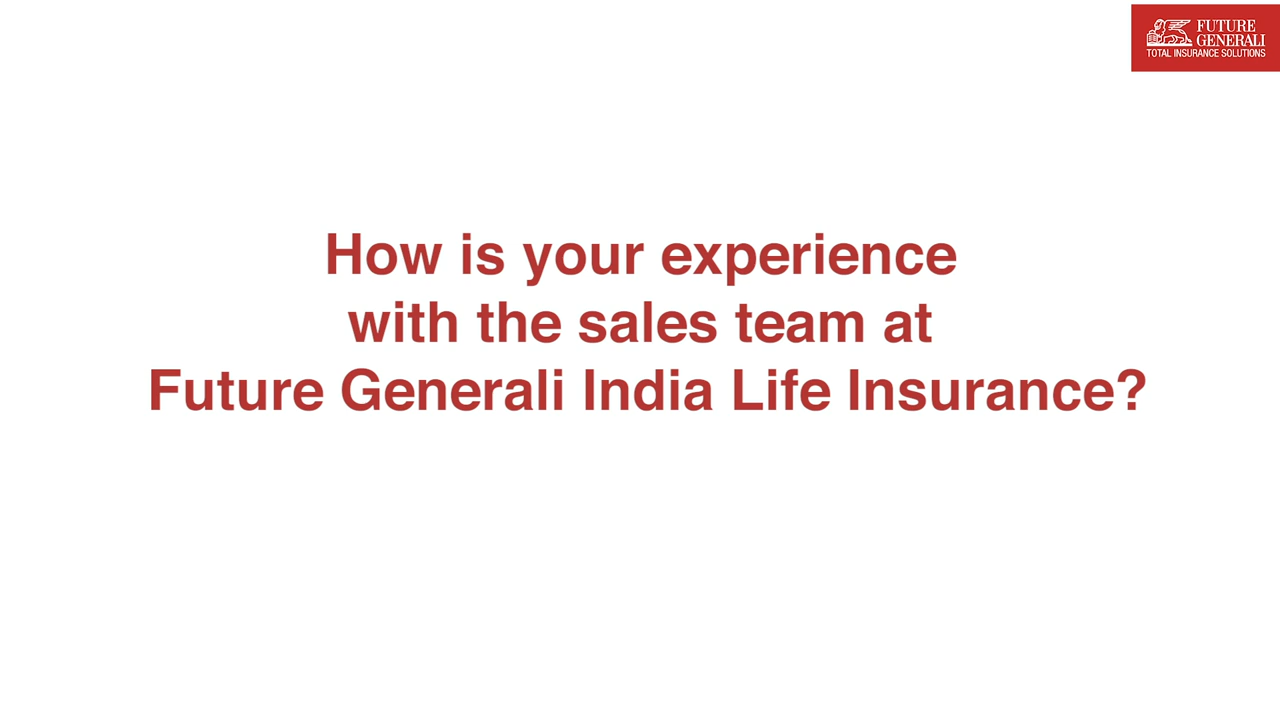 FUTURE
GENERALI
TOTAL INSURANCE SOLUTIONS
How is your experience
with the sales team at
Future Generali India Life Insurance?